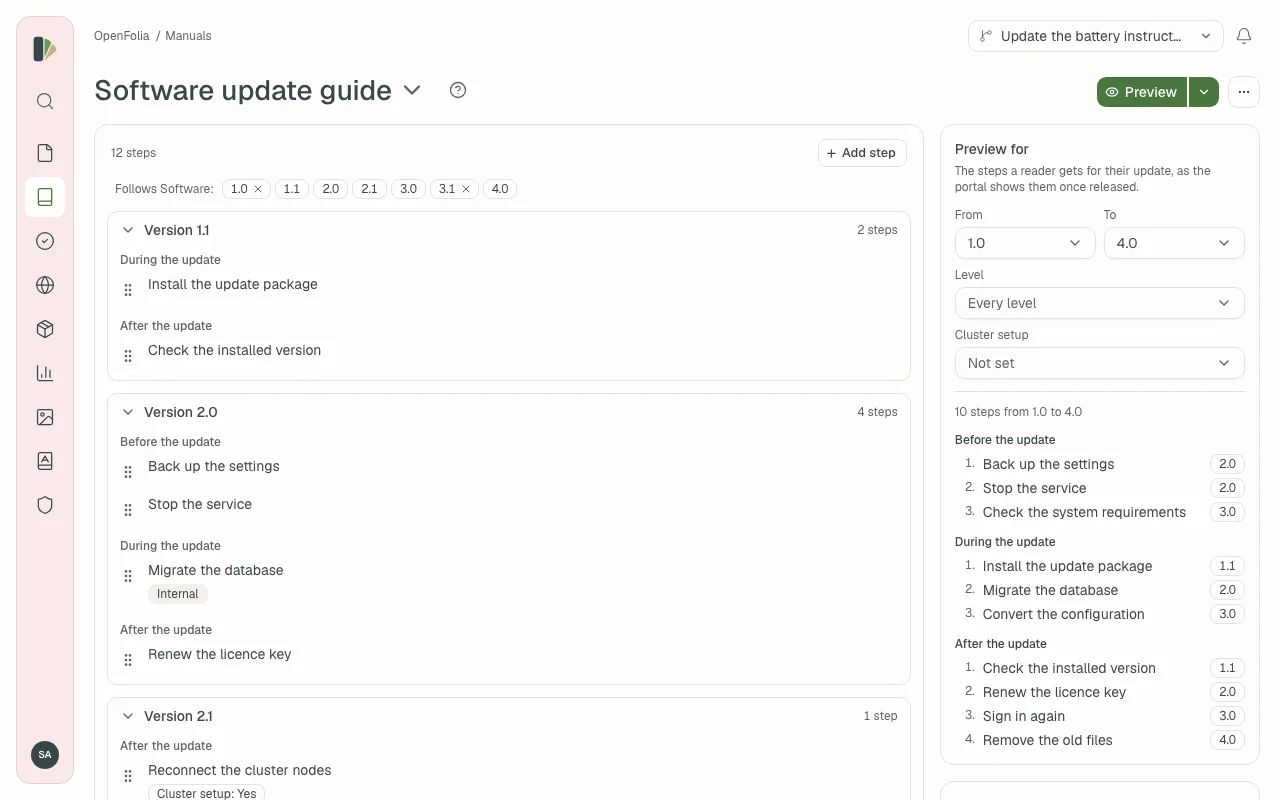 OpenFolia / Manuals
Update the battery instruct...
Software update guide
Preview
12 steps
Add step
Follows Software: 1.0 1.1 2.0 2.1 3.0 3.1 4.0
Version 1.1
2 steps
During the update
Install the update package
After the update
Check the installed version
Version 2.0
4 steps
Before the update
Back up the settings
Stop the service
During the update
Migrate the database
Internal
After the update
Renew the licence key
Version 2.1
1 step
After the update
Reconnect the cluster nodes
Cluster setup: Yes
Preview for
The steps a reader gets for their update, as the
portal shows them once released.
From To
1.0 4.0
Level
Every level
Cluster setup
Not set
10 steps from 1.0 to 4.0
Before the update
1. Back up the settings 2.0
2. Stop the service 2.0
3. Check the system requirements 3.0
During the update
1. Install the update package 1.1
2. Migrate the database 2.0
3. Convert the configuration 3.0
After the update
1. Check the installed version 1.1
2. Renew the licence key 2.0
3. Sign in again 3.0
4. Remove the old files 4.0
SA